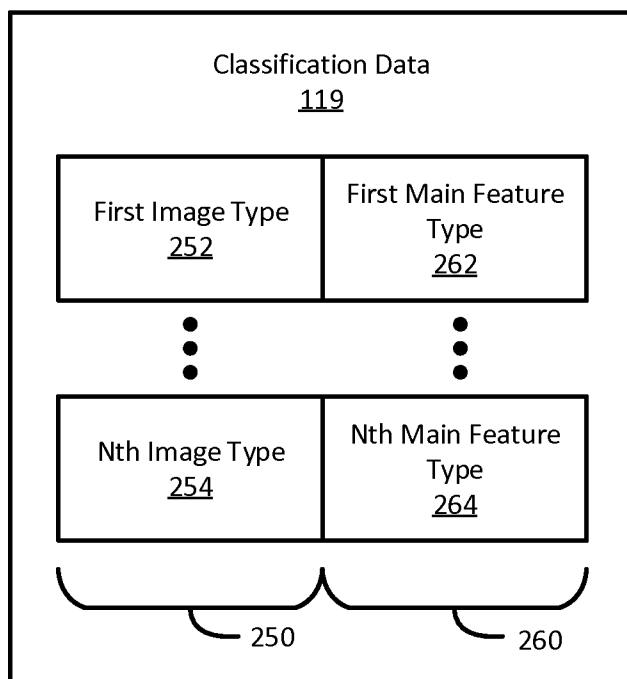 Classification Data
119
First Image Type
252
First Main Feature
Type
262
Nth Image Type
254
Nth Main Feature
Type
264
250
260